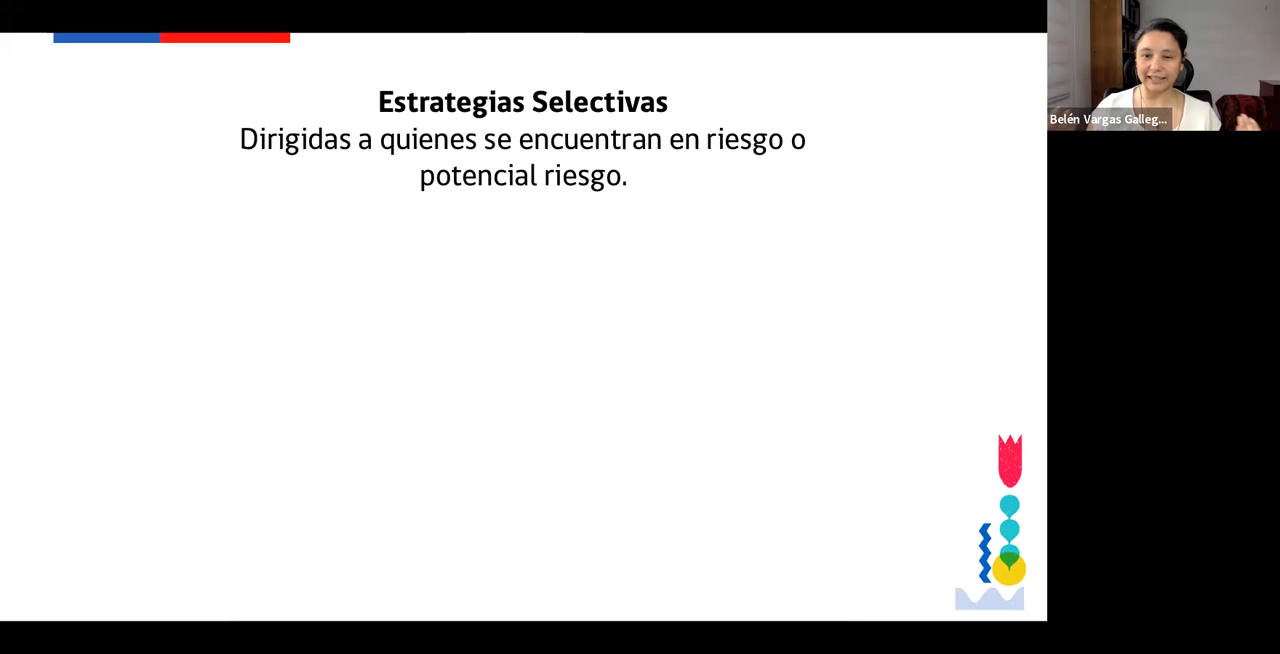 Estrategias Selectivas
Dirigidas a quienes se encuentran en riesgo o
potencial riesgo.
Belén Vargas Galleg...